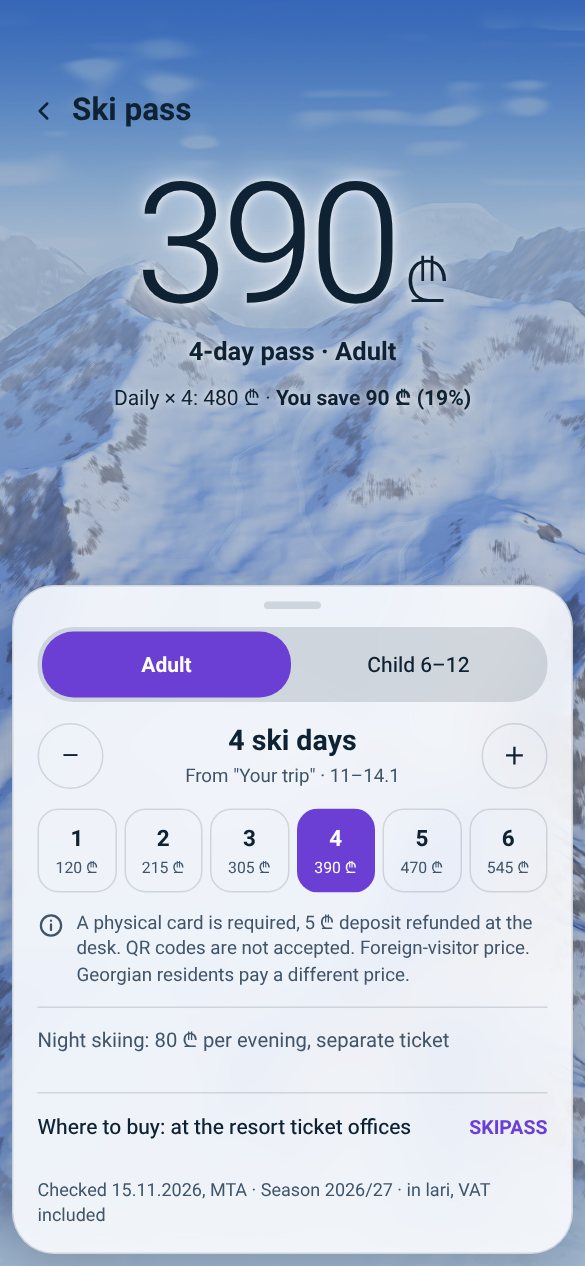 Ski pass
390 ₾
4-day pass · Adult
Daily × 4: 480 ₾ · You save 90 ₾ (19%)
Adult
Child 6–12
−
4 ski days
+
From "Your trip" · 11–14.1
1
120 ₾
2
215 ₾
3
305 ₾
4
390 ₾
5
470 ₾
6
545 ₾
A physical card is required, 5 ₾ deposit refunded at the
desk. QR codes are not accepted. Foreign-visitor price.
Georgian residents pay a different price.
Night skiing: 80 ₾ per evening, separate ticket
Where to buy: at the resort ticket offices
SKIPASS
Checked 15.11.2026, MTA · Season 2026/27 · in lari, VAT
included